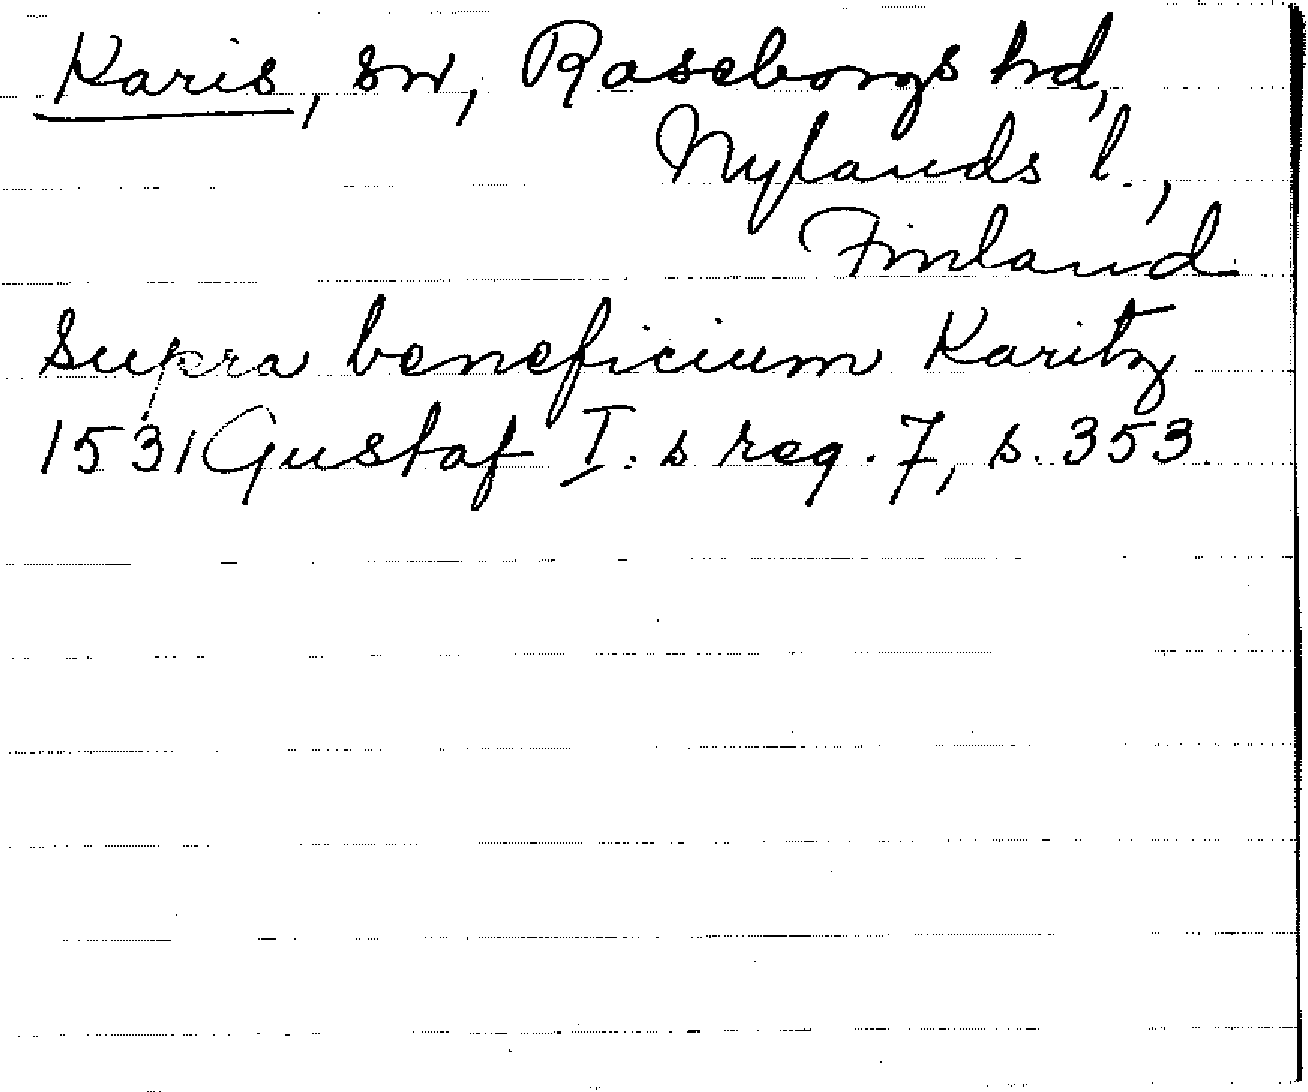 Karis, sn, Raseborgs hd,
Nylands l.,
Finland
Supra beneficium Karitz
1531 Gustaf I. s reg. 7, s. 353.